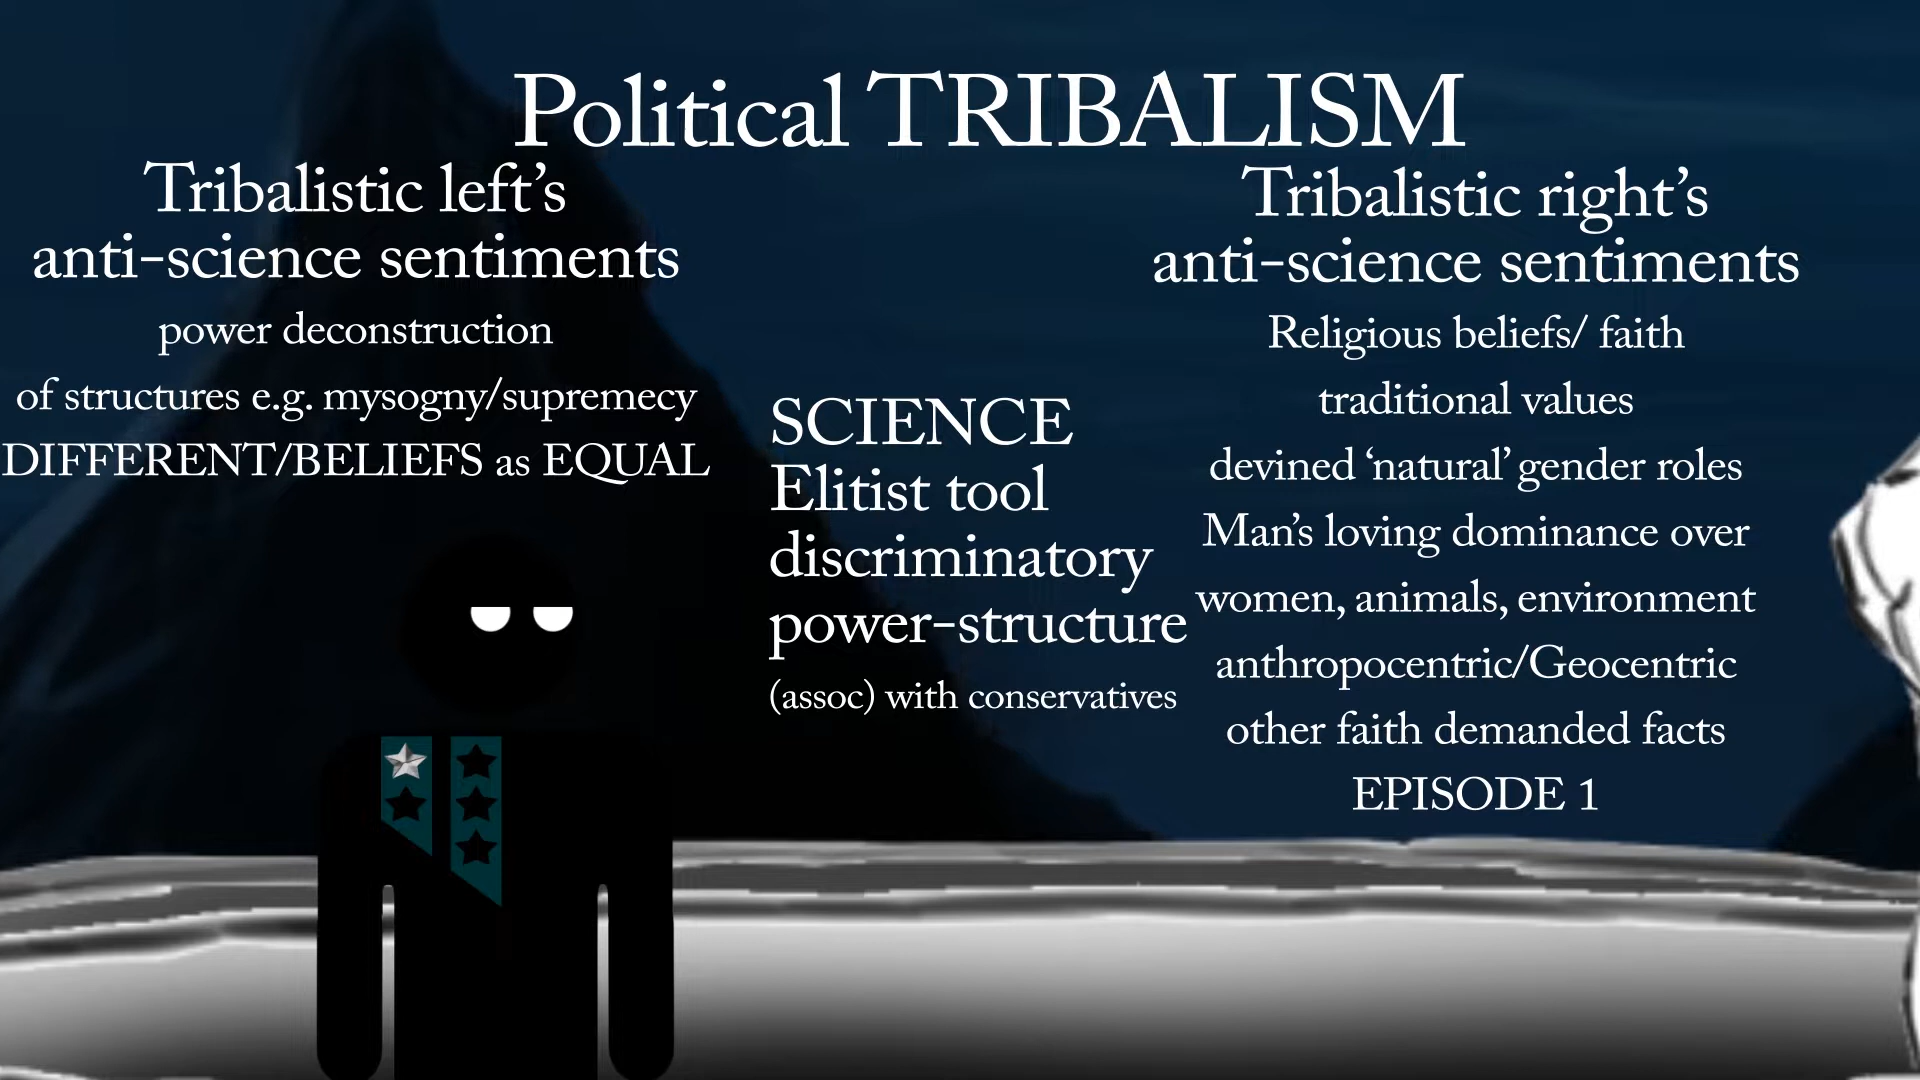 Political TRIBALISM
Tribalistic left's
anti-science sentiments
power deconstruction
of structures e.g. mysogny/supremecy
DIFFERENT/BELIEFS as EQUAL
SCIENCE
Elitist tool
discriminatory
power-structure
(assoc) with conservatives
Tribalistic right's
anti-science sentiments
Religious beliefs/ faith
traditional values
devined 'natural' gender roles
Man's loving dominance over
women, animals, environment
anthropocentric/Geocentric
other faith demanded facts
EPISODE 1